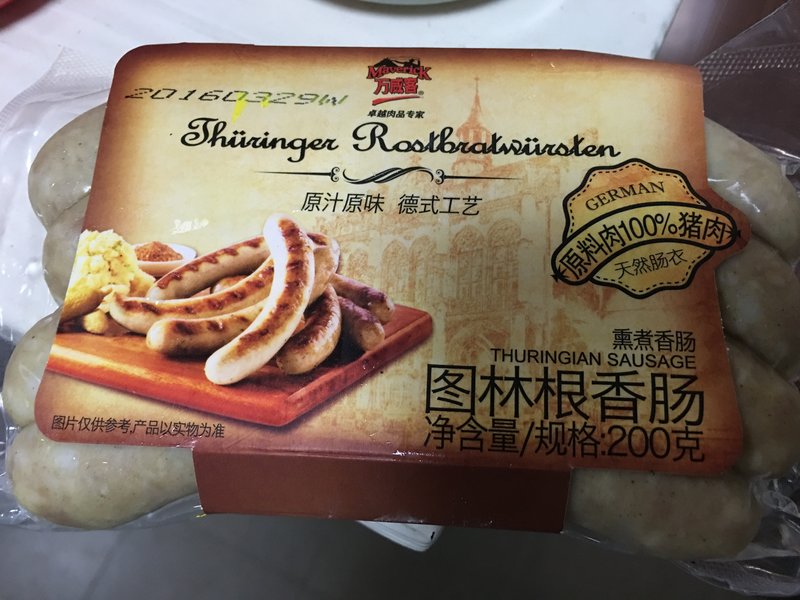 Maverick
万威客®
卓越肉品专家
20160329W
Thüringer Rostbratwürsten
原汁原味 德式工艺
GERMAN
原料肉100%猪肉
天然肠衣
熏煮香肠
THURINGIAN SAUSAGE
图林根香肠
净含量/规格:200克
图片仅供参考,产品以实物为准